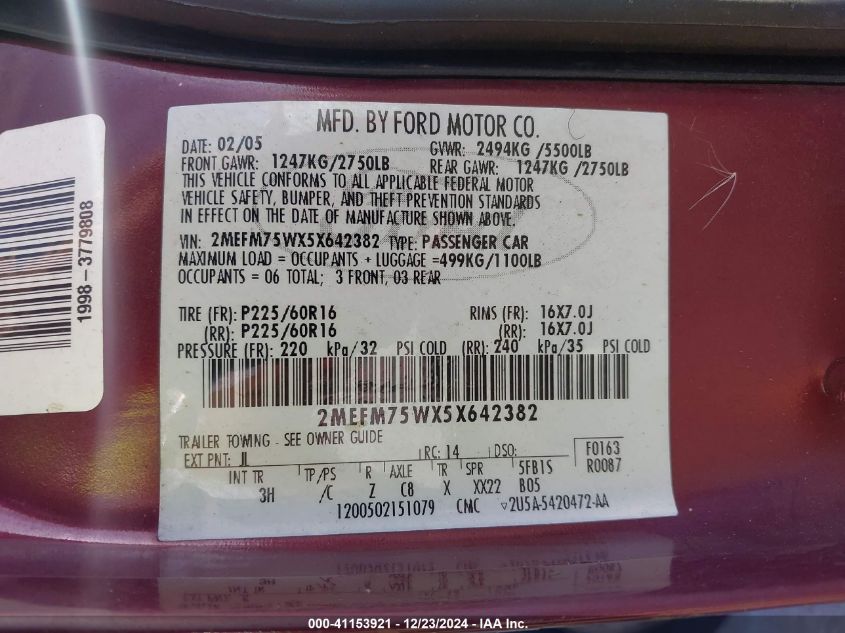 1998 - 3779808
MFD. BY FORD MOTOR CO.
DATE: 02/05 GVWR: 2494KG /5500LB
FRONT GAWR: 1247KG/2750LB REAR GAWR: 1247KG /2750LB
THIS VEHICLE CONFORMS TO ALL APPLICABLE FEDERAL MOTOR
VEHICLE SAFETY, BUMPER, AND THEFT PREVENTION STANDARDS
IN EFFECT ON THE DATE OF MANUFACTURE SHOWN ABOVE.
VIN: 2MEFM75WX5X642382 TYPE: PASSENGER CAR
MAXIMUM LOAD = OCCUPANTS + LUGGAGE =499KG/1100LB
OCCUPANTS = 06 TOTAL; 3 FRONT, 03 REAR
TIRE (FR): P225/60R16 RIMS (FR): 16X7.0J
(RR): P225/60R16 (RR): 16X7.0J
PRESSURE (FR): 220 kPa/32 PSI COLD (RR): 240 kPa/35 PSI COLD
2MEFM75WX5X642382
TRAILER TOWING - SEE OWNER GUIDE
EXT PNT: JL RC: 14 DSO: F0163
R0087
INT TR TP/PS R AXLE TR SPR 5FB1S
3H /C Z C8 X XX22 B05
1200502151079 CMC 2U5A-5420472-AA
000-41153921 - 12/23/2024 - IAA Inc.